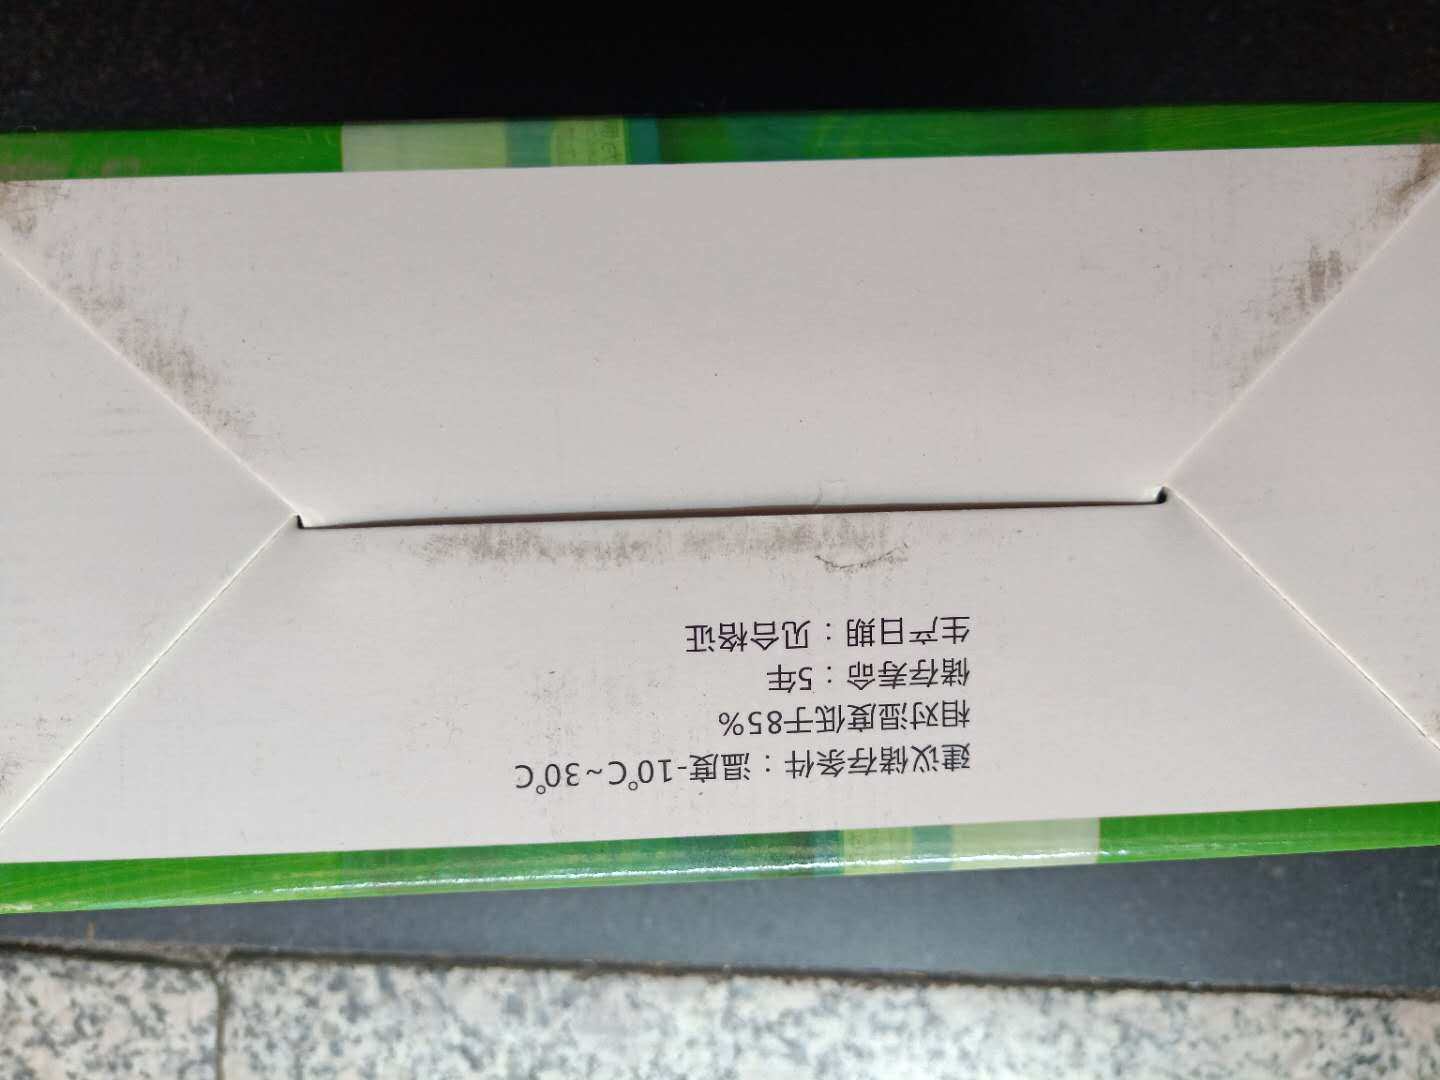 建议储存条件：温度-10℃~30℃
相对湿度低于85%
储存寿命：5年
生产日期：见合格证